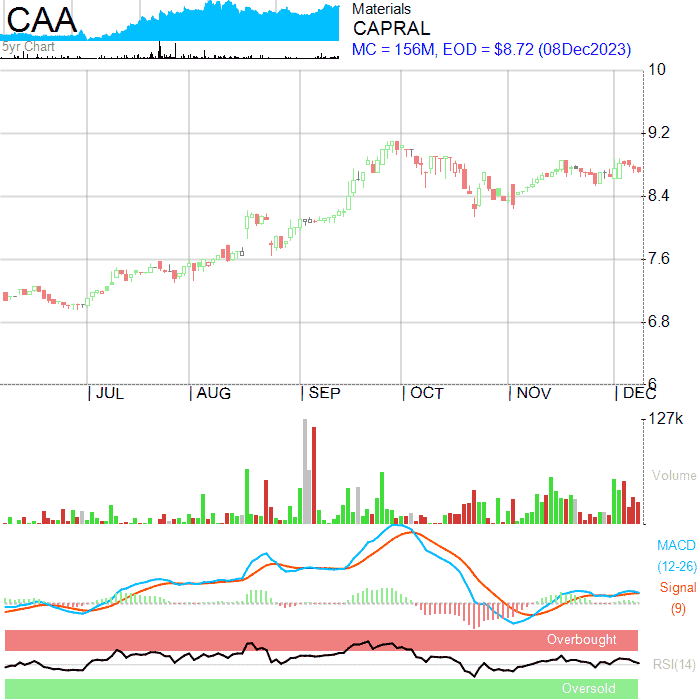 CAA
5yr Chart
Materials
CAPRAL
MC = 156M, EOD = $8.72 (08Dec2023)
10
9.2
8.4
7.6
6.8
6
JUL AUG SEP OCT NOV DEC
127k
Volume
MACD
(12-26)
Signal
(9)
Overbought
RSI(14)
Oversold